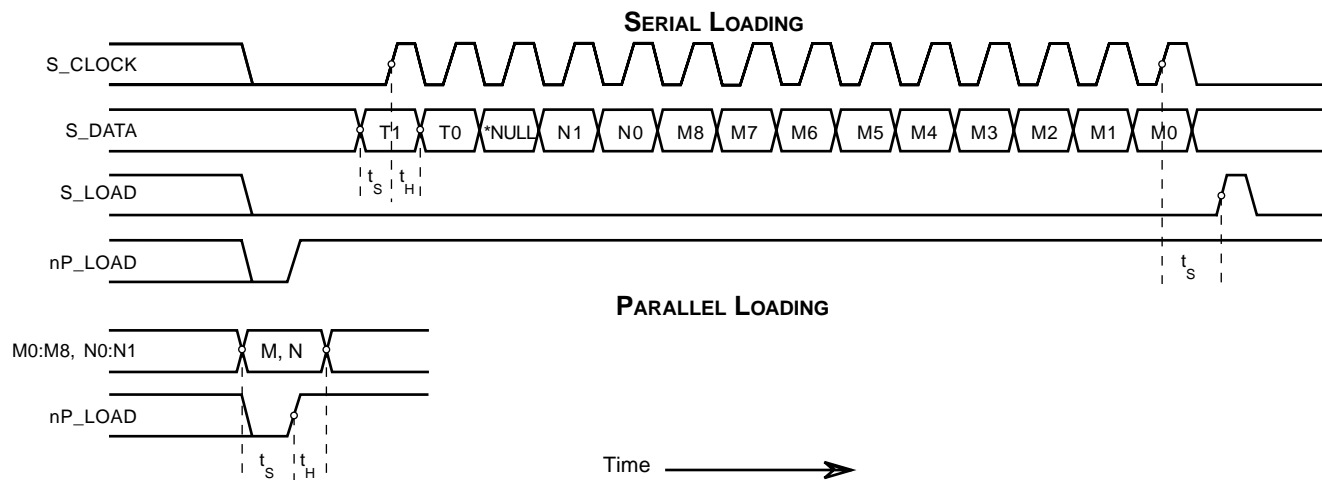 SERIAL LOADING
S_CLOCK
S_DATA
T1 T0 *NULL N1 N0 M8 M7 M6 M5 M4 M3 M2 M1 M0
tS tH
S_LOAD
nP_LOAD
tS
PARALLEL LOADING
M0:M8, N0:N1
M, N
nP_LOAD
tS tH
Time